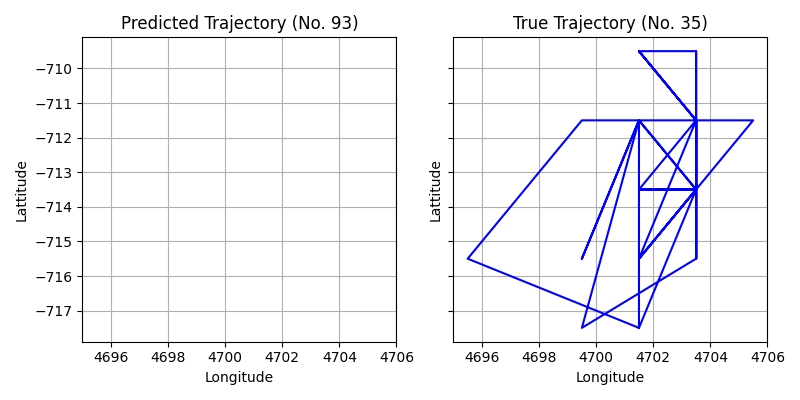 Predicted Trajectory (No. 93)
Lattitude
−710
−711
−712
−713
−714
−715
−716
−717
4696 4698 4700 4702 4704 4706
Longitude
True Trajectory (No. 35)
Lattitude
4696 4698 4700 4702 4704 4706
Longitude